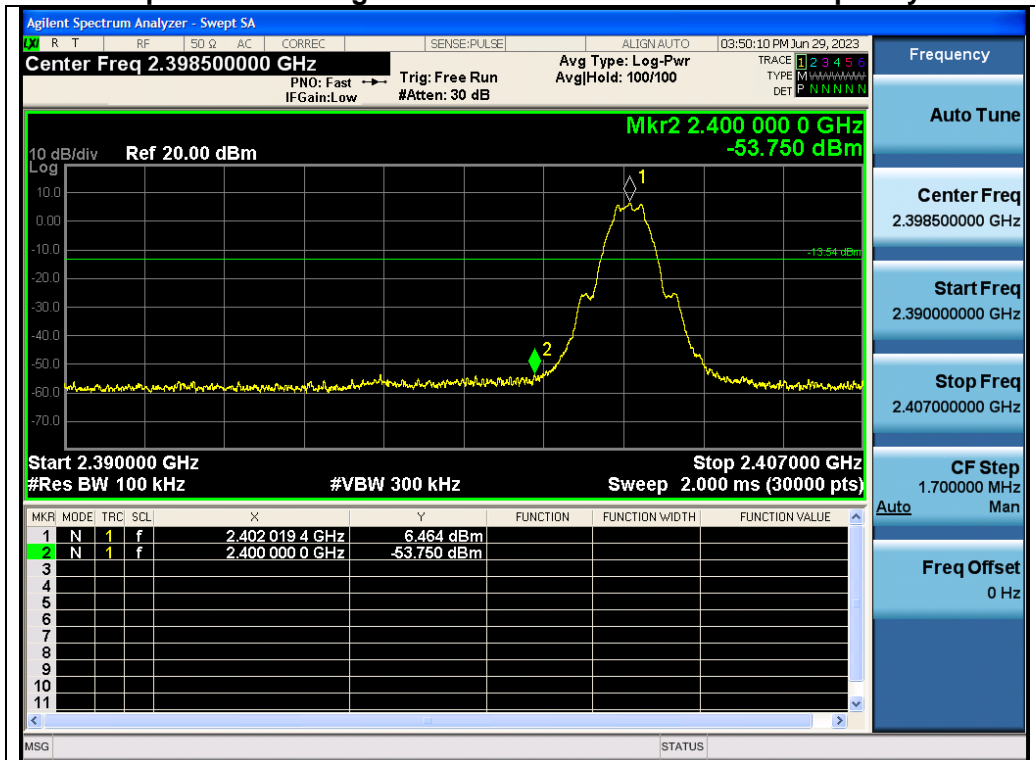 Agilent Spectrum Analyzer - Swept SA
LXI R T RF 50 Ω AC CORREC SENSE:PULSE ALIGN AUTO 03:50:10 PM Jun 29, 2023
Center Freq 2.398500000 GHz
PNO: Fast
IFGain:Low
Trig: Free Run
#Atten: 30 dB
Avg Type: Log-Pwr
Avg|Hold: 100/100
TRACE 1 2 3 4 5 6
TYPE M
DET P N N N N N
Mkr2 2.400 000 0 GHz
-53.750 dBm
10 dB/div Ref 20.00 dBm
Log
10.0
0.00
-10.0
-20.0
-30.0
-40.0
-50.0
-60.0
-70.0
1
-13.54 dBm
2
Start 2.390000 GHz Stop 2.407000 GHz
#Res BW 100 kHz #VBW 300 kHz Sweep 2.000 ms (30000 pts)
MKR MODE TRC SCL X Y FUNCTION FUNCTION WIDTH FUNCTION VALUE
1 N 1 f 2.402 019 4 GHz 6.464 dBm
2 N 1 f 2.400 000 0 GHz -53.750 dBm
3
4
5
6
7
8
9
10
11
MSG STATUS
Frequency
Auto Tune
Center Freq
2.398500000 GHz
Start Freq
2.390000000 GHz
Stop Freq
2.407000000 GHz
CF Step
1.700000 MHz
Auto Man
Freq Offset
0 Hz